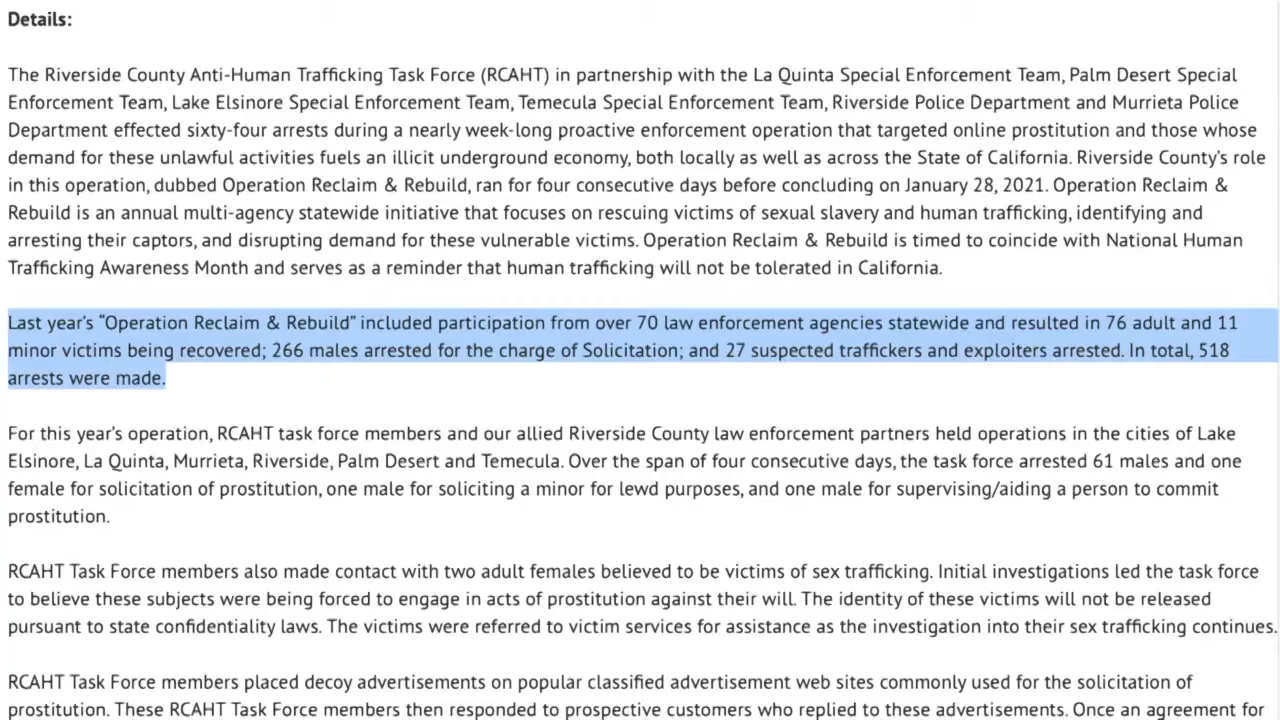 Details:
The Riverside County Anti-Human Trafficking Task Force (RCAHT) in partnership with the La Quinta Special Enforcement Team, Palm Desert Special
Enforcement Team, Lake Elsinore Special Enforcement Team, Temecula Special Enforcement Team, Riverside Police Department and Murrieta Police
Department effected sixty-four arrests during a nearly week-long proactive enforcement operation that targeted online prostitution and those whose
demand for these unlawful activities fuels an illicit underground economy, both locally as well as across the State of California. Riverside County's role
in this operation, dubbed Operation Reclaim & Rebuild, ran for four consecutive days before concluding on January 28, 2021. Operation Reclaim &
Rebuild is an annual multi-agency statewide initiative that focuses on rescuing victims of sexual slavery and human trafficking, identifying and
arresting their captors, and disrupting demand for these vulnerable victims. Operation Reclaim & Rebuild is timed to coincide with National Human
Trafficking Awareness Month and serves as a reminder that human trafficking will not be tolerated in California.
Last year's “Operation Reclaim & Rebuild” included participation from over 70 law enforcement agencies statewide and resulted in 76 adult and 11
minor victims being recovered; 266 males arrested for the charge of Solicitation; and 27 suspected traffickers and exploiters arrested. In total, 518
arrests were made.
For this year's operation, RCAHT task force members and our allied Riverside County law enforcement partners held operations in the cities of Lake
Elsinore, La Quinta, Murrieta, Riverside, Palm Desert and Temecula. Over the span of four consecutive days, the task force arrested 61 males and one
female for solicitation of prostitution, one male for soliciting a minor for lewd purposes, and one male for supervising/aiding a person to commit
prostitution.
RCAHT Task Force members also made contact with two adult females believed to be victims of sex trafficking. Initial investigations led the task force
to believe these subjects were being forced to engage in acts of prostitution against their will. The identity of these victims will not be released
pursuant to state confidentiality laws. The victims were referred to victim services for assistance as the investigation into their sex trafficking continues.
RCAHT Task Force members placed decoy advertisements on popular classified advertisement web sites commonly used for the solicitation of
prostitution. These RCAHT Task Force members then responded to prospective customers who replied to these advertisements. Once an agreement for